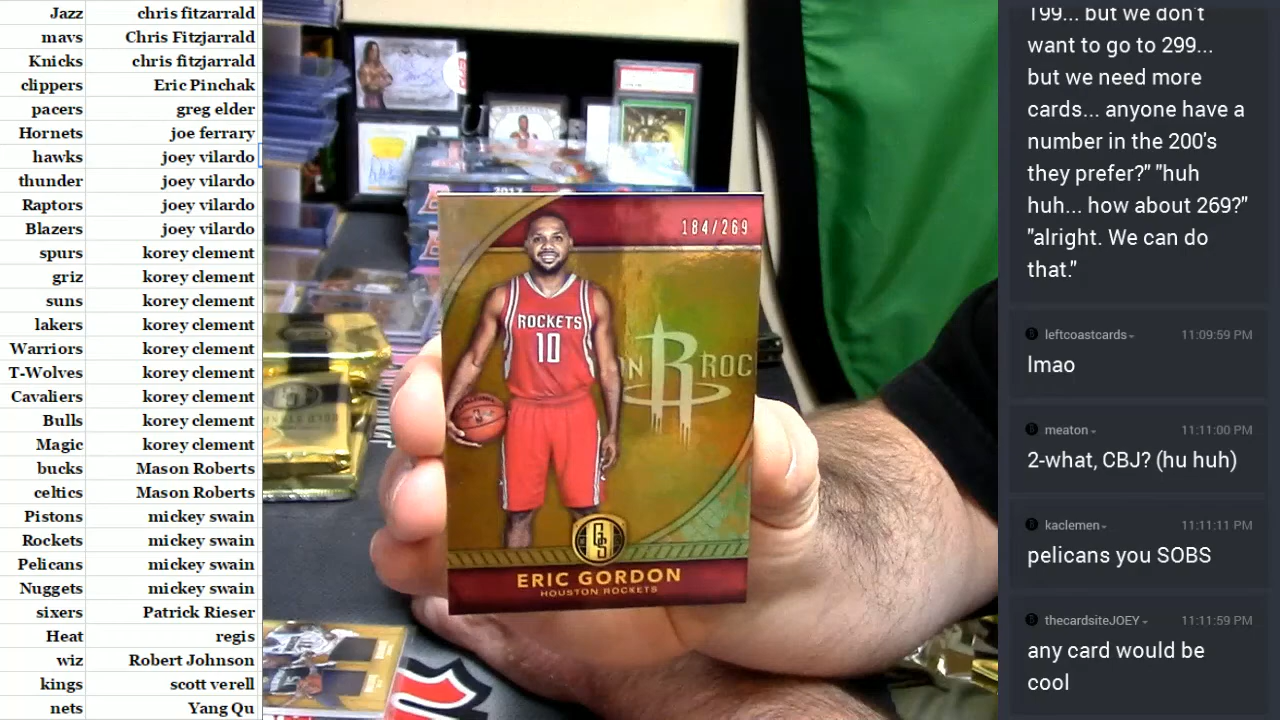 Jazz chris fitzarrald
mavs Chris Fitzjarrald
Knicks chris fitzjarrald
clippers Eric Pinchak
pacers greg elder
Hornets joe ferrary
hawks joey vilardo
thunder joey vilardo
Raptors joey vilardo
Blazers joey vilardo
spurs korey clement
griz korey clement
suns korey clement
lakers korey clement
Warriors korey clement
T-Wolves korey clement
Cavaliers korey clement
Bulls korey clement
Magic korey clement
bucks Mason Roberts
celtics Mason Roberts
Pistons mickey swain
Rockets mickey swain
Pelicans mickey swain
Nuggets mickey swain
sixers Patrick Rieser
Heat regis
wiz Robert Johnson
kings scott verell
nets Yang Qu
2017
184/269
ROCKETS
10
N R ROC
GS
ERIC GORDON
HOUSTON ROCKETS
199... but we don't
want to go to 299...
but we need more
cards... anyone have a
number in the 200's
they prefer?" "huh
huh... how about 269?"
"alright. We can do
that."
leftcoastcards 11:09:59 PM
lmao
meaton 11:11:00 PM
2-what, CBJ? (hu huh)
kaclemen 11:11:11 PM
pelicans you SOBS
thecardsiteJOEY 11:11:59 PM
any card would be
cool